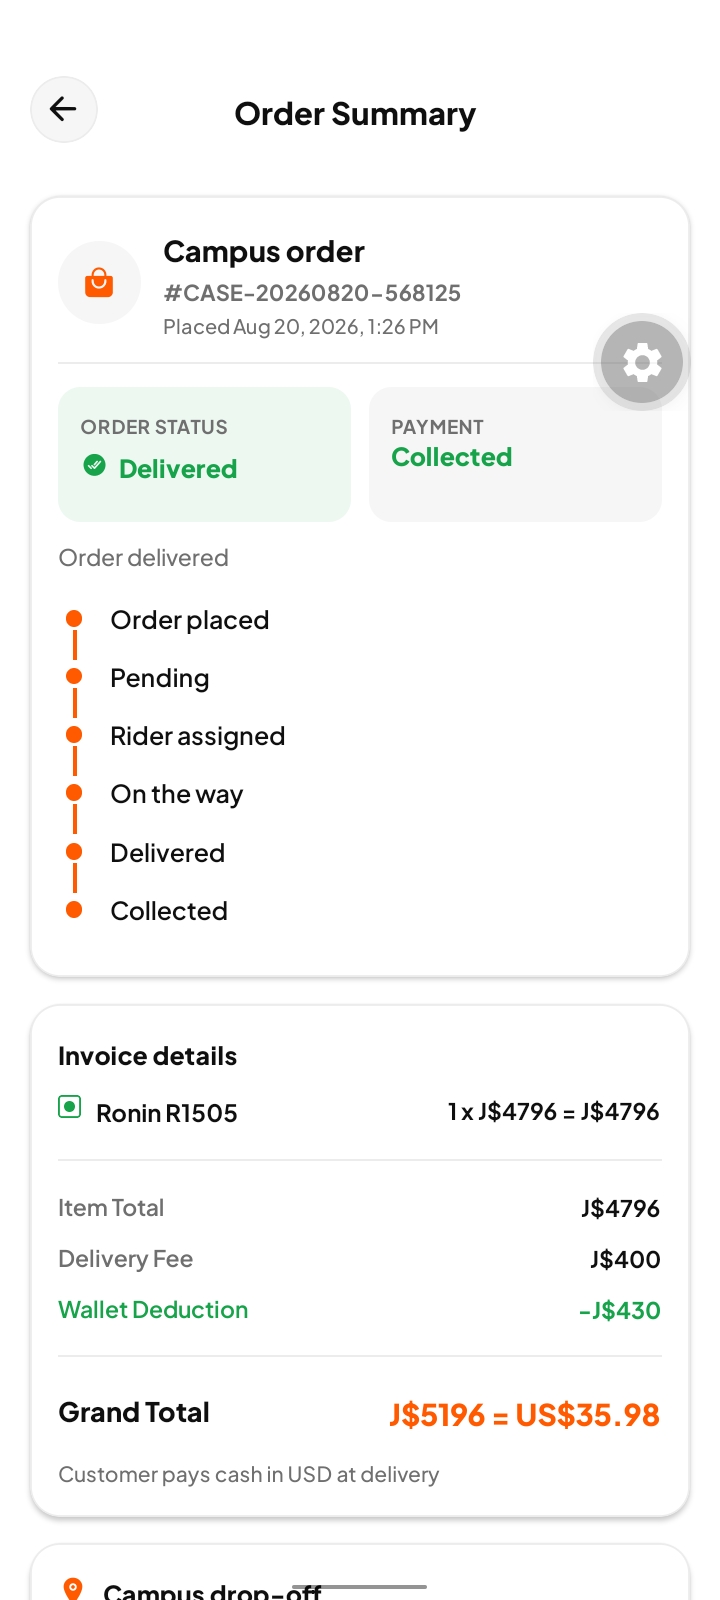 Order Summary
Campus order
#CASE-20260820-568125
Placed Aug 20, 2026, 1:26 PM
ORDER STATUS
Delivered
PAYMENT
Collected
Order delivered
Order placed
Pending
Rider assigned
On the way
Delivered
Collected
Invoice details
Ronin R1505 1 x J$4796 = J$4796
Item Total J$4796
Delivery Fee J$400
Wallet Deduction -J$430
Grand Total J$5196 = US$35.98
Customer pays cash in USD at delivery
Campus drop-off